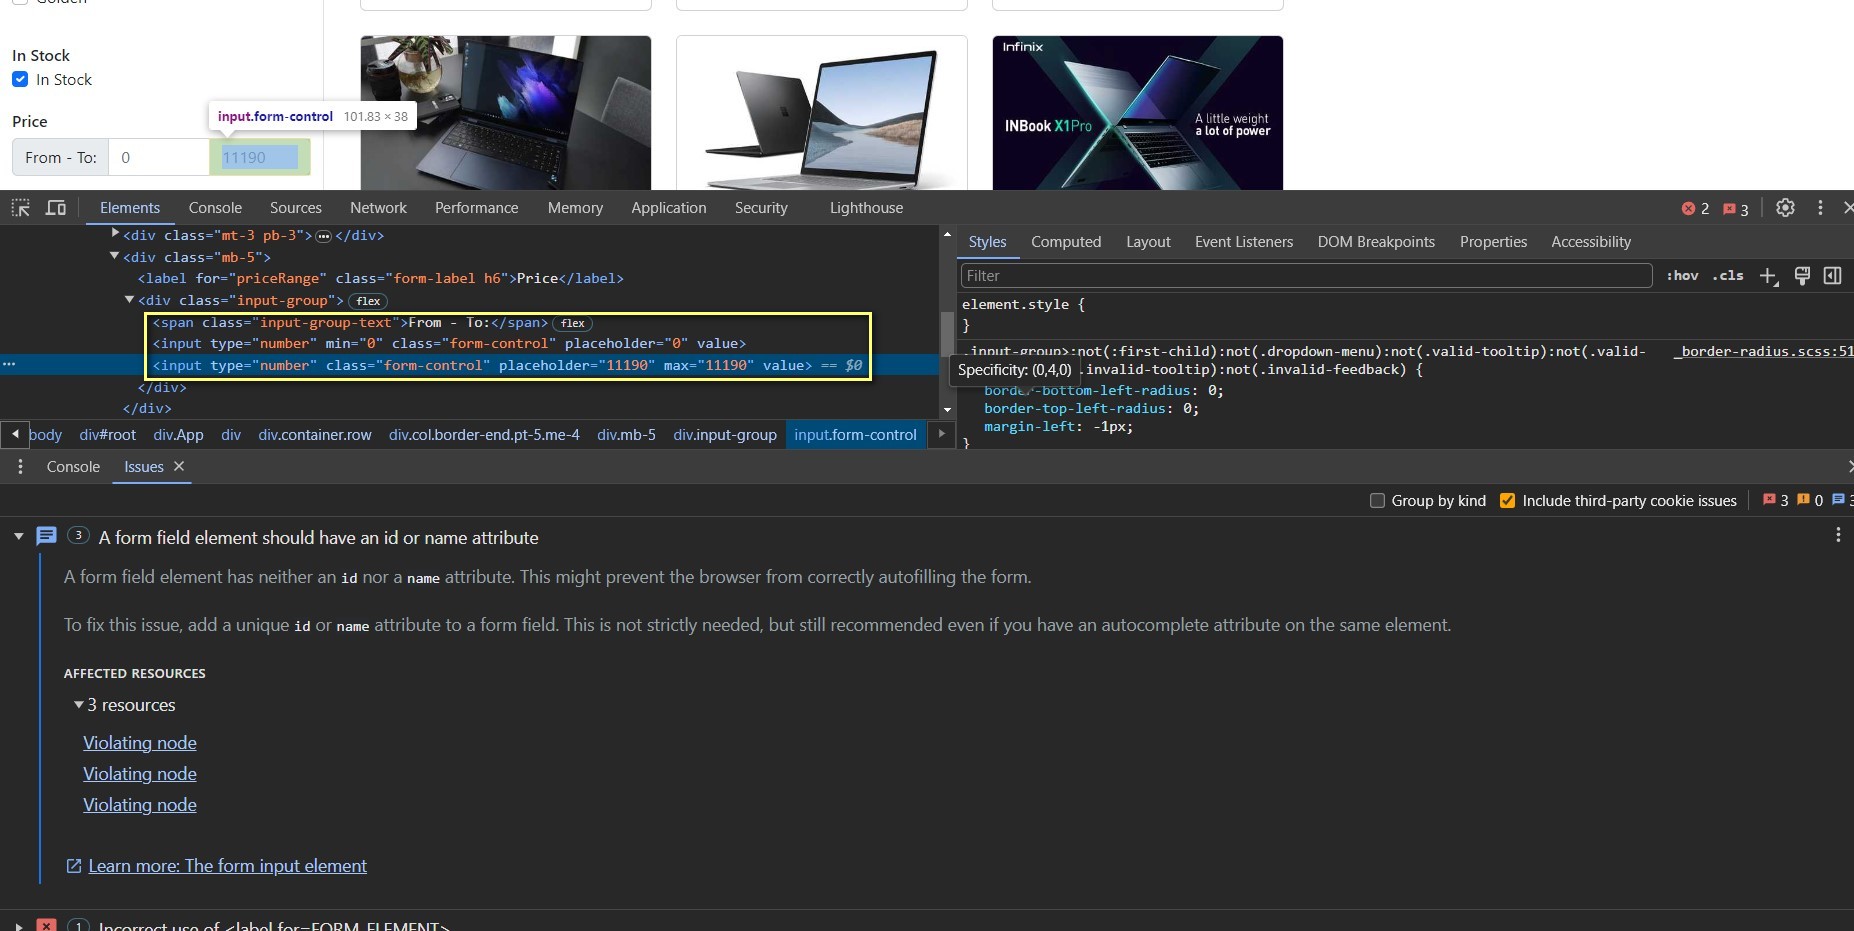 Golden
In Stock
In Stock
Price
input.form-control 101.83 × 38
From - To: 0 11190
Infinix
INBook X1Pro
A little weight
a lot of power
Elements Console Sources Network Performance Memory Application Security Lighthouse 2 3
<div class="mt-3 pb-3"> ••• </div>
<div class="mb-5">
<label for="priceRange" class="form-label h6">Price</label>
<div class="input-group"> flex
<span class="input-group-text">From - To:</span> flex
<input type="number" min="0" class="form-control" placeholder="0" value>
<input type="number" class="form-control" placeholder="11190" max="11190" value> == $0
</div>
</div>
body div#root div.App div div.container.row div.col.border-end.pt-5.me-4 div.mb-5 div.input-group input.form-control
Styles Computed Layout Event Listeners DOM Breakpoints Properties Accessibility
Filter :hov .cls
element.style {
}
.input-group>:not(:first-child):not(.dropdown-menu):not(.valid-tooltip):not(.valid- _border-radius.scss:51
.invalid-tooltip):not(.invalid-feedback) {
Specificity: (0,4,0)
border-bottom-left-radius: 0;
border-top-left-radius: 0;
margin-left: -1px;
}
Console Issues
Group by kind Include third-party cookie issues 3 0 3
3 A form field element should have an id or name attribute
A form field element has neither an id nor a name attribute. This might prevent the browser from correctly autofilling the form.
To fix this issue, add a unique id or name attribute to a form field. This is not strictly needed, but still recommended even if you have an autocomplete attribute on the same element.
AFFECTED RESOURCES
3 resources
Violating node
Violating node
Violating node
Learn more: The form input element
1 Incorrect use of <label for=FORM_ELEMENT>